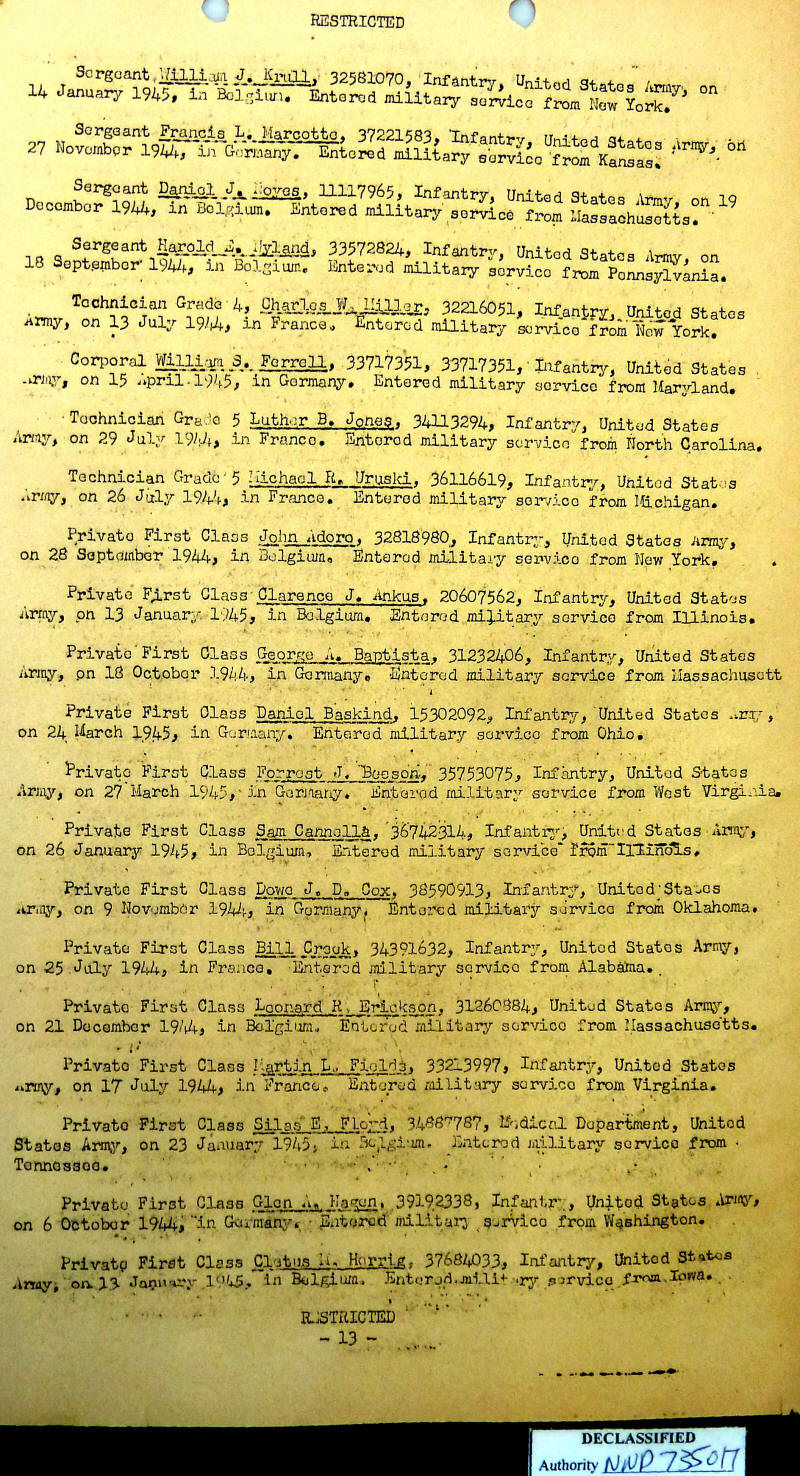 RESTRICTED
Sergeant William J. Krull, 32581070, Infantry, United States Army, on
14 January 1945, in Belgium. Entered military service from New York.
Sergeant Francis L. Marcotte, 37221583, Infantry, United States Army, on
27 November 1944, in Germany. Entered military service from Kansas.
Sergeant Daniel J. Noyes, 11117965, Infantry, United States Army, on 19
December 1944, in Belgium. Entered military service from Massachusetts.
Sergeant Harold E. Nyland, 33572824, Infantry, United States Army, on
18 September 1944, in Belgium. Entered military service from Pennsylvania.
Technician Grade 4, Charles W. Miller, 32216051, Infantry, United States
Army, on 13 July 1944, in France. Entered military service from New York.
Corporal William S. Ferrell, 33717351, 33717351, Infantry, United States
Army, on 15 April 1945, in Germany. Entered military service from Maryland.
Technician Grade 5 Luther B. Jones, 34113294, Infantry, United States
Army, on 29 July 1944, in France. Entered military service from North Carolina.
Technician Grade 5 Michael R. Uruski, 36116619, Infantry, United States
Army, on 26 July 1944, in France. Entered military service from Michigan.
Private First Class John Adoro, 32818980, Infantry, United States Army,
on 28 September 1944, in Belgium. Entered military service from New York.
Private First Class Clarence J. Ankus, 20607562, Infantry, United States
Army, on 13 January 1945, in Belgium. Entered military service from Illinois.
Private First Class George A. Baptista, 31232406, Infantry, United States
Army, on 18 October 1944, in Germany. Entered military service from Massachusett
Private First Class Daniel Baskind, 15302092, Infantry, United States Army,
on 24 March 1945, in Germany. Entered military service from Ohio.
Private First Class Forrest J. Beeson, 35753075, Infantry, United States
Army, on 27 March 1945, in Germany. Entered military service from West Virginia.
Private First Class Sam Cannella, 36742314, Infantry, United States Army,
on 26 January 1945, in Belgium. Entered military service from Illinois.
Private First Class Dowe J. D. Cox, 38590913, Infantry, United States
Army, on 9 November 1944, in Germany. Entered military service from Oklahoma.
Private First Class Bill Crook, 34391632, Infantry, United States Army,
on 25 July 1944, in France. Entered military service from Alabama.
Private First Class Leonard R. Erickson, 31260884, United States Army,
on 21 December 1944, in Belgium. Entered military service from Massachusetts.
Private First Class Martin L. Fields, 33213997, Infantry, United States
Army, on 17 July 1944, in France. Entered military service from Virginia.
Private First Class Silas E. Floyd, 34887787, Medical Department, United
States Army, on 23 January 1945, in Belgium. Entered military service from
Tennessee.
Private First Class Glen A. Hagen, 39192338, Infantry, United States Army,
on 6 October 1944, in Germany. Entered military service from Washington.
Private First Class Cletus H. Herrig, 37684033, Infantry, United States
Army, on 13 January 1945, in Belgium. Entered military service from Iowa.
RESTRICTED
- 13 -
DECLASSIFIED
Authority NND 735017